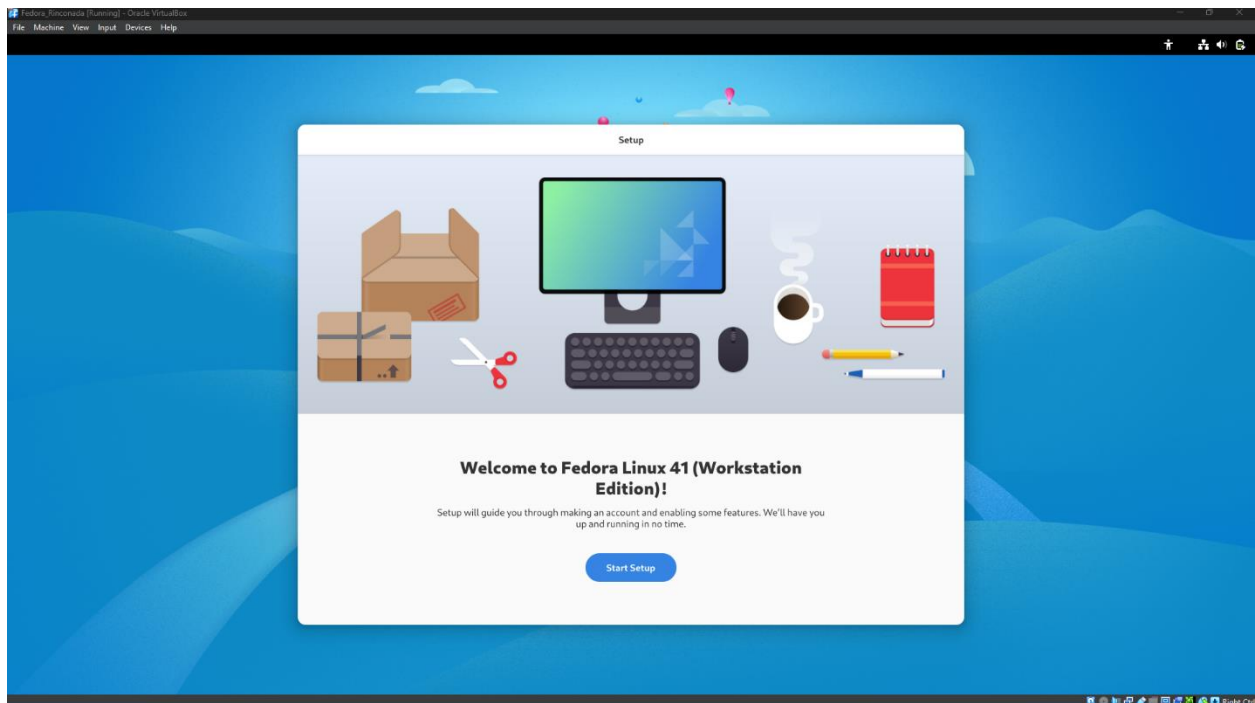 Fedora_Rinconada [Running] - Oracle VirtualBox
File Machine View Input Devices Help
Setup
Welcome to Fedora Linux 41 (Workstation
Edition)!
Setup will guide you through making an account and enabling some features. We'll have you
up and running in no time.
Start Setup
Right Ctrl